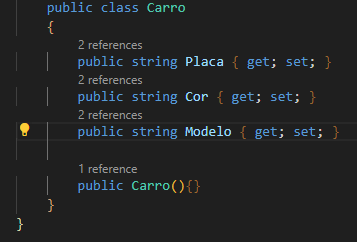 public class Carro
{
2 references
public string Placa { get; set; }
2 references
public string Cor { get; set; }
2 references
public string Modelo { get; set; }
1 reference
public Carro(){}
}
}